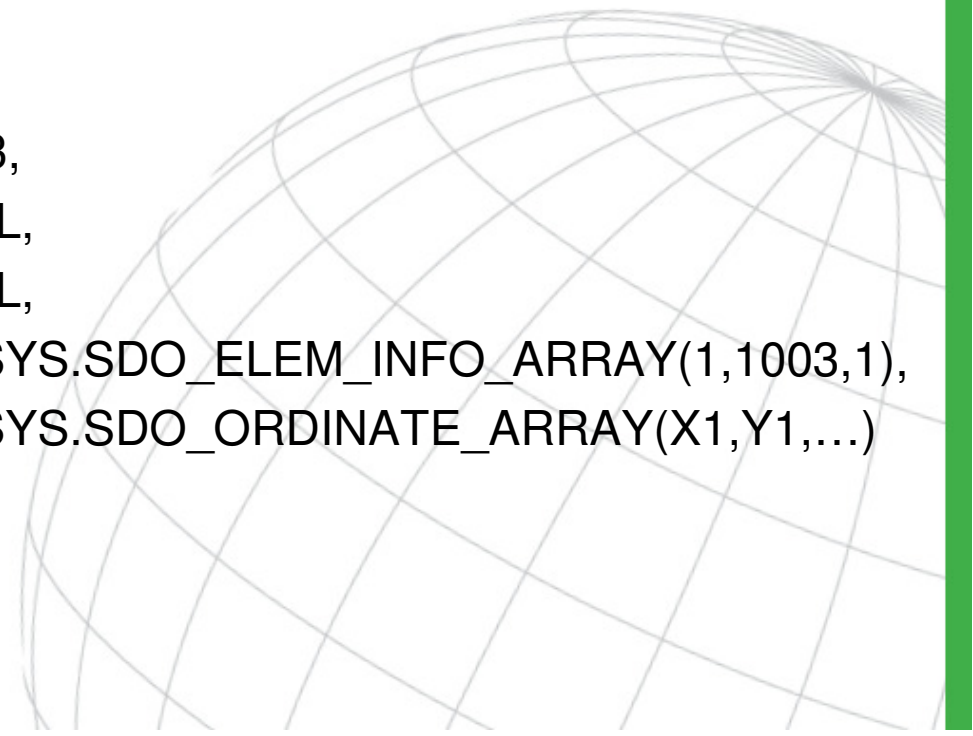 3,
L,
L,
SYS.SDO_ELEM_INFO_ARRAY(1,1003,1),
SYS.SDO_ORDINATE_ARRAY(X1,Y1,…)